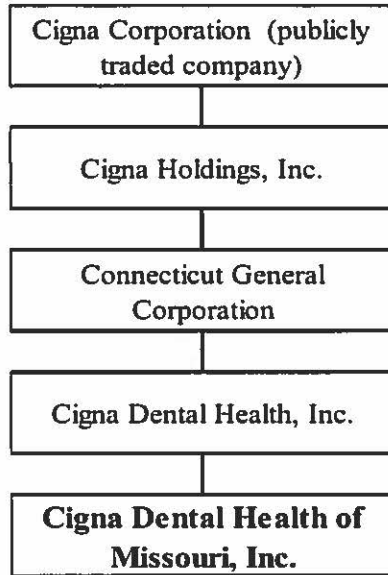 Cigna Corporation (publicly
traded company)
Cigna Holdings, Inc.
Connecticut General
Corporation
Cigna Dental Health, Inc.
Cigna Dental Health of
Missouri, Inc.